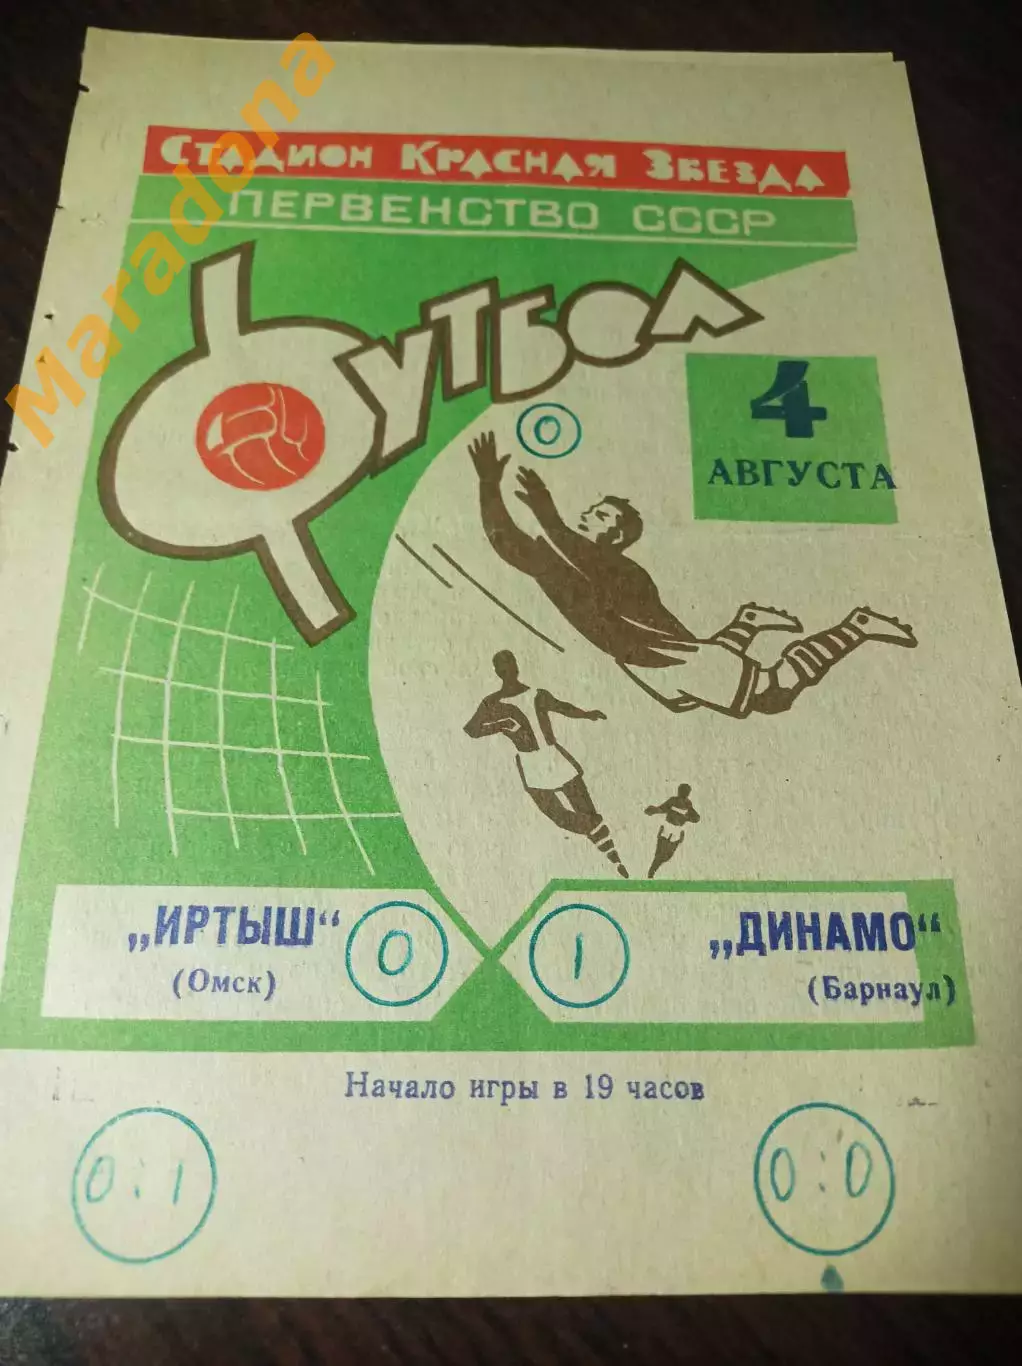 Maradona
СТАДИОН КРАСНАЯ ЗВЕЗДА
ПЕРВЕНСТВО СССР
ФУТБОЛ
4
АВГУСТА
0
„ИРТЫШ“
(Омск)
0
1
„ДИНАМО“
(Барнаул)
Начало игры в 19 часов
0:1
0:0